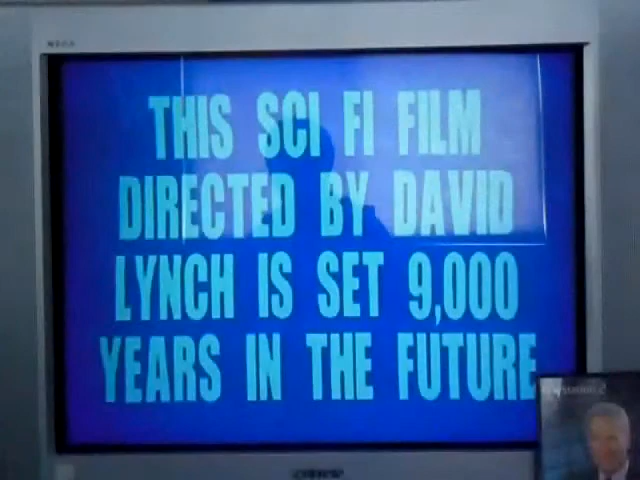 THIS SCI FI FILM
DIRECTED BY DAVID
LYNCH IS SET 9,000
YEARS IN THE FUTURE